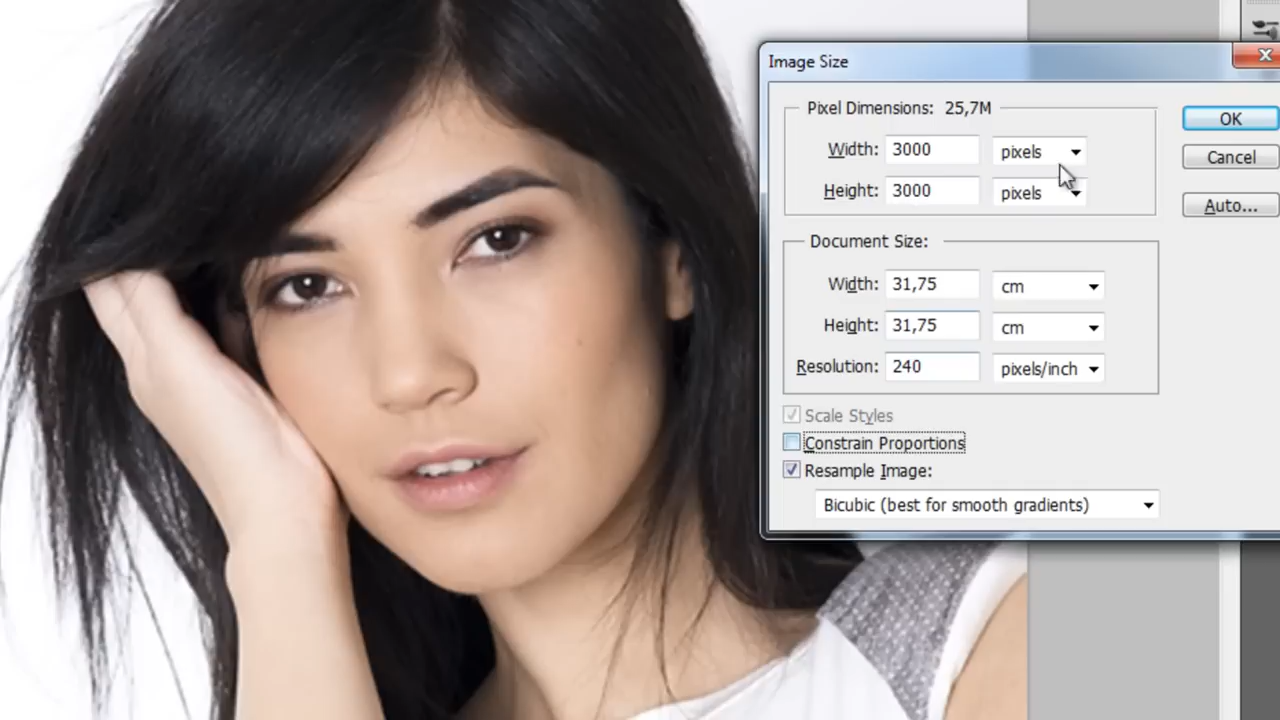 Image Size
Pixel Dimensions: 25,7M
Width: 3000 pixels
Height: 3000 pixels
OK
Cancel
Auto...
Document Size:
Width: 31,75 cm
Height: 31,75 cm
Resolution: 240 pixels/inch
Scale Styles
Constrain Proportions
Resample Image:
Bicubic (best for smooth gradients)